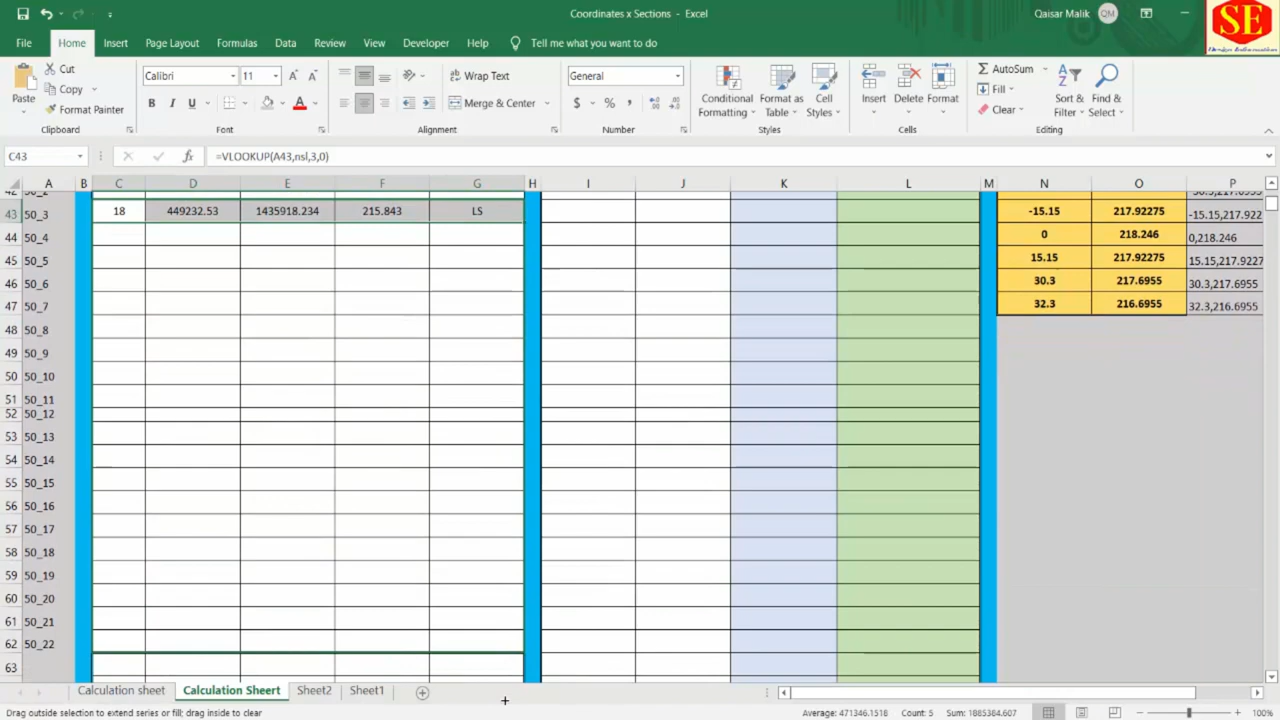 Coordinates x Sections - Excel
Qaisar Malik QM
SE
File Home Insert Page Layout Formulas Data Review View Developer Help Tell me what you want to do
Paste Cut Copy Format Painter
Calibri 11 A A
B I U A
Wrap Text
Merge & Center
General
$ % ,
Conditional Formatting Format as Table Cell Styles
Insert Delete Format
AutoSum Fill Clear
Sort & Filter Find & Select
Clipboard Font Alignment Number Styles Cells Editing
C43 fx =VLOOKUP(A43,nsl,3,0)
A B C D E F G H I J K L M N O P
42 50_2
43 50_3 18 449232.53 1435918.234 215.843 LS -15.15 217.92275 -15.15,217.922
44 50_4 0 218.246 0,218.246
45 50_5 15.15 217.92275 15.15,217.9227
46 50_6 30.3 217.6955 30.3,217.6955
47 50_7 32.3 216.6955 32.3,216.6955
48 50_8
49 50_9
50 50_10
51 50_11
52 50_12
53 50_13
54 50_14
55 50_15
56 50_16
57 50_17
58 50_18
59 50_19
60 50_20
61 50_21
62 50_22
63
Calculation sheet Calculation Sheert Sheet2 Sheet1
Drag outside selection to extend series or fill; drag inside to clear Average: 471346.1518 Count: 5 Sum: 1885384.607 100%